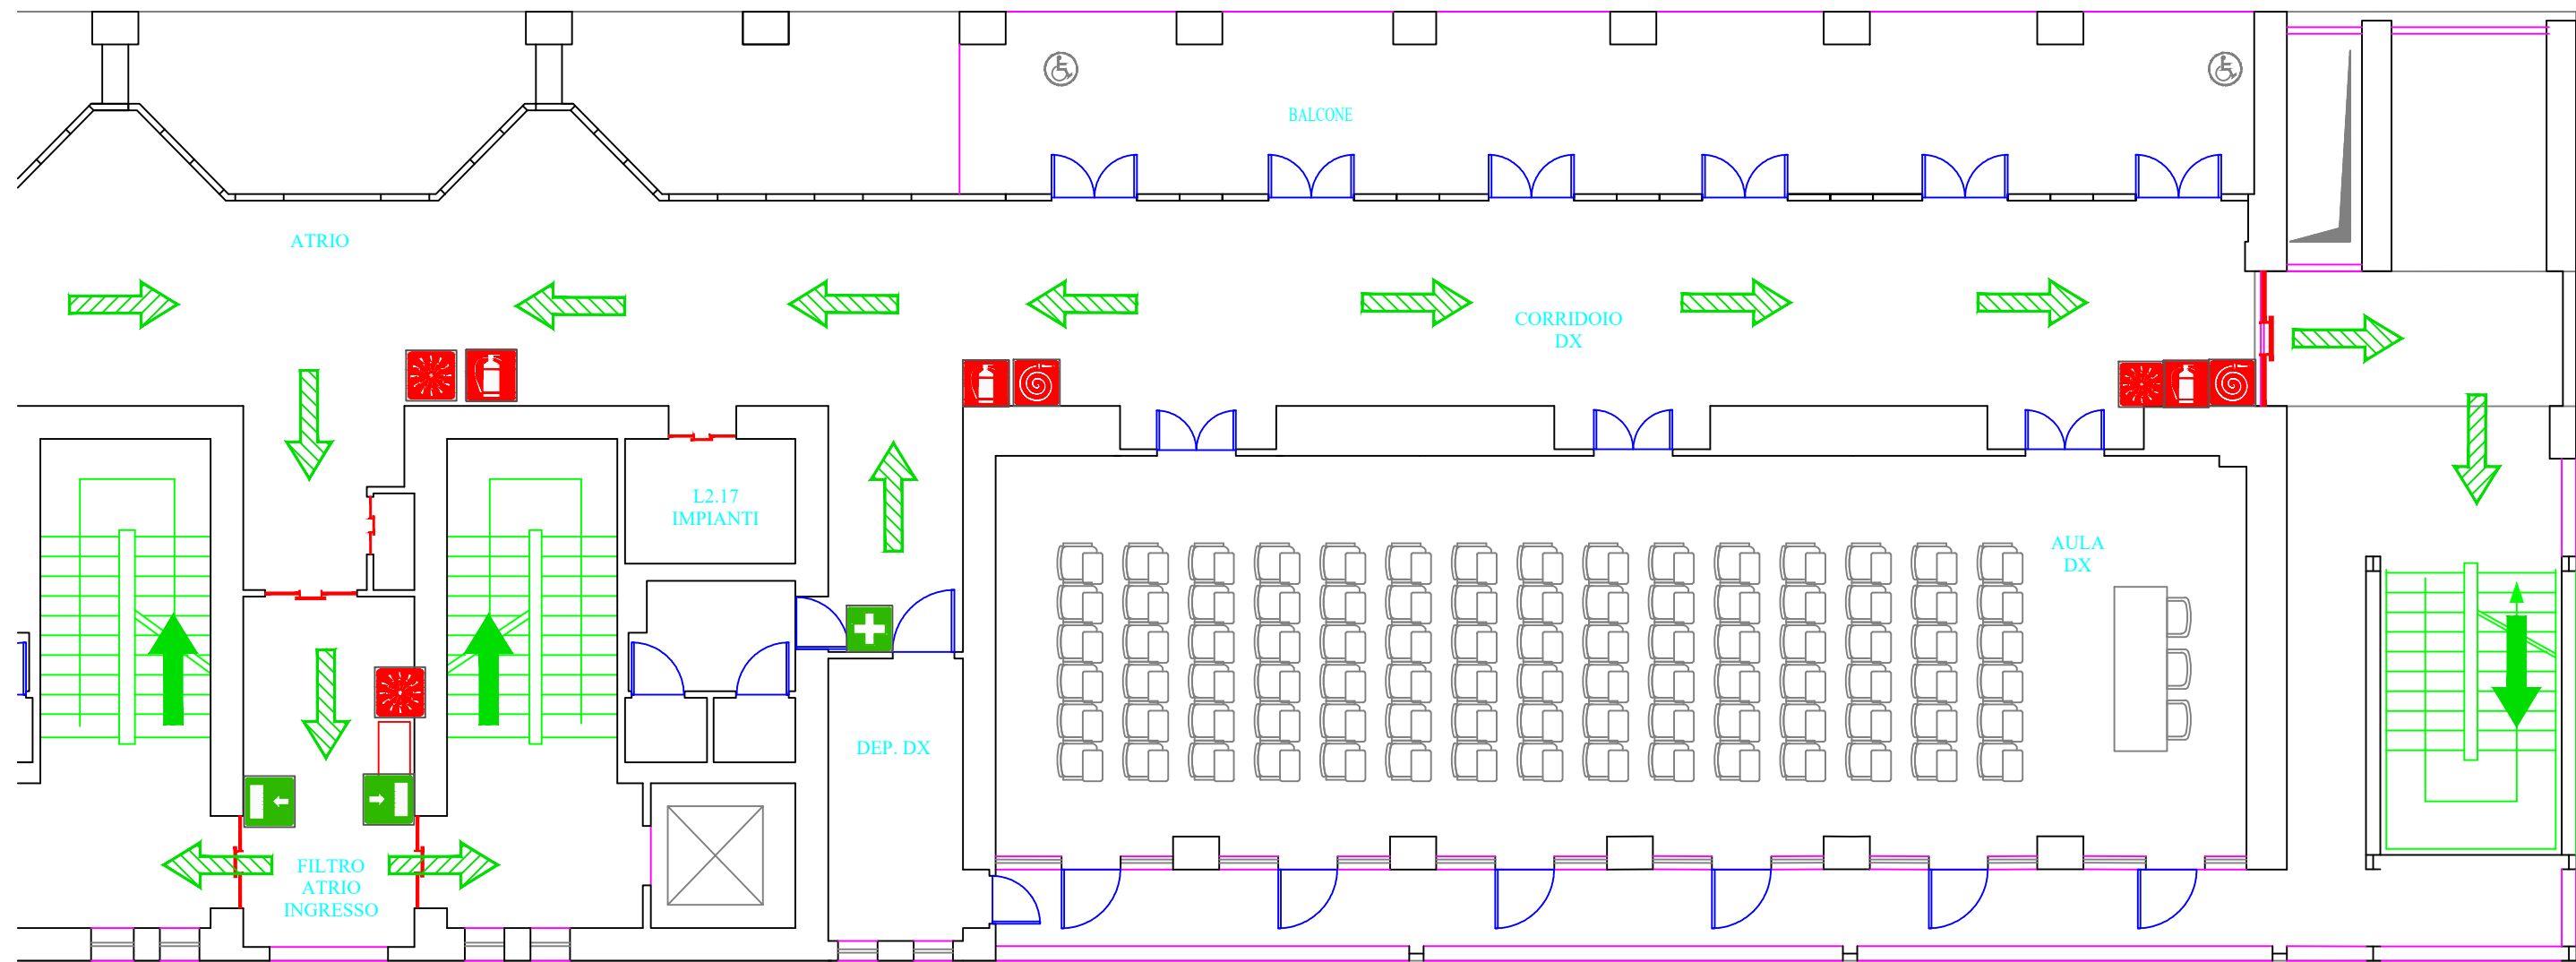 BALCONE
ATRIO
CORRIDOIO
DX
L2.17
IMPIANTI
AULA
DX
DEP. DX
FILTRO
ATRIO
INGRESSO